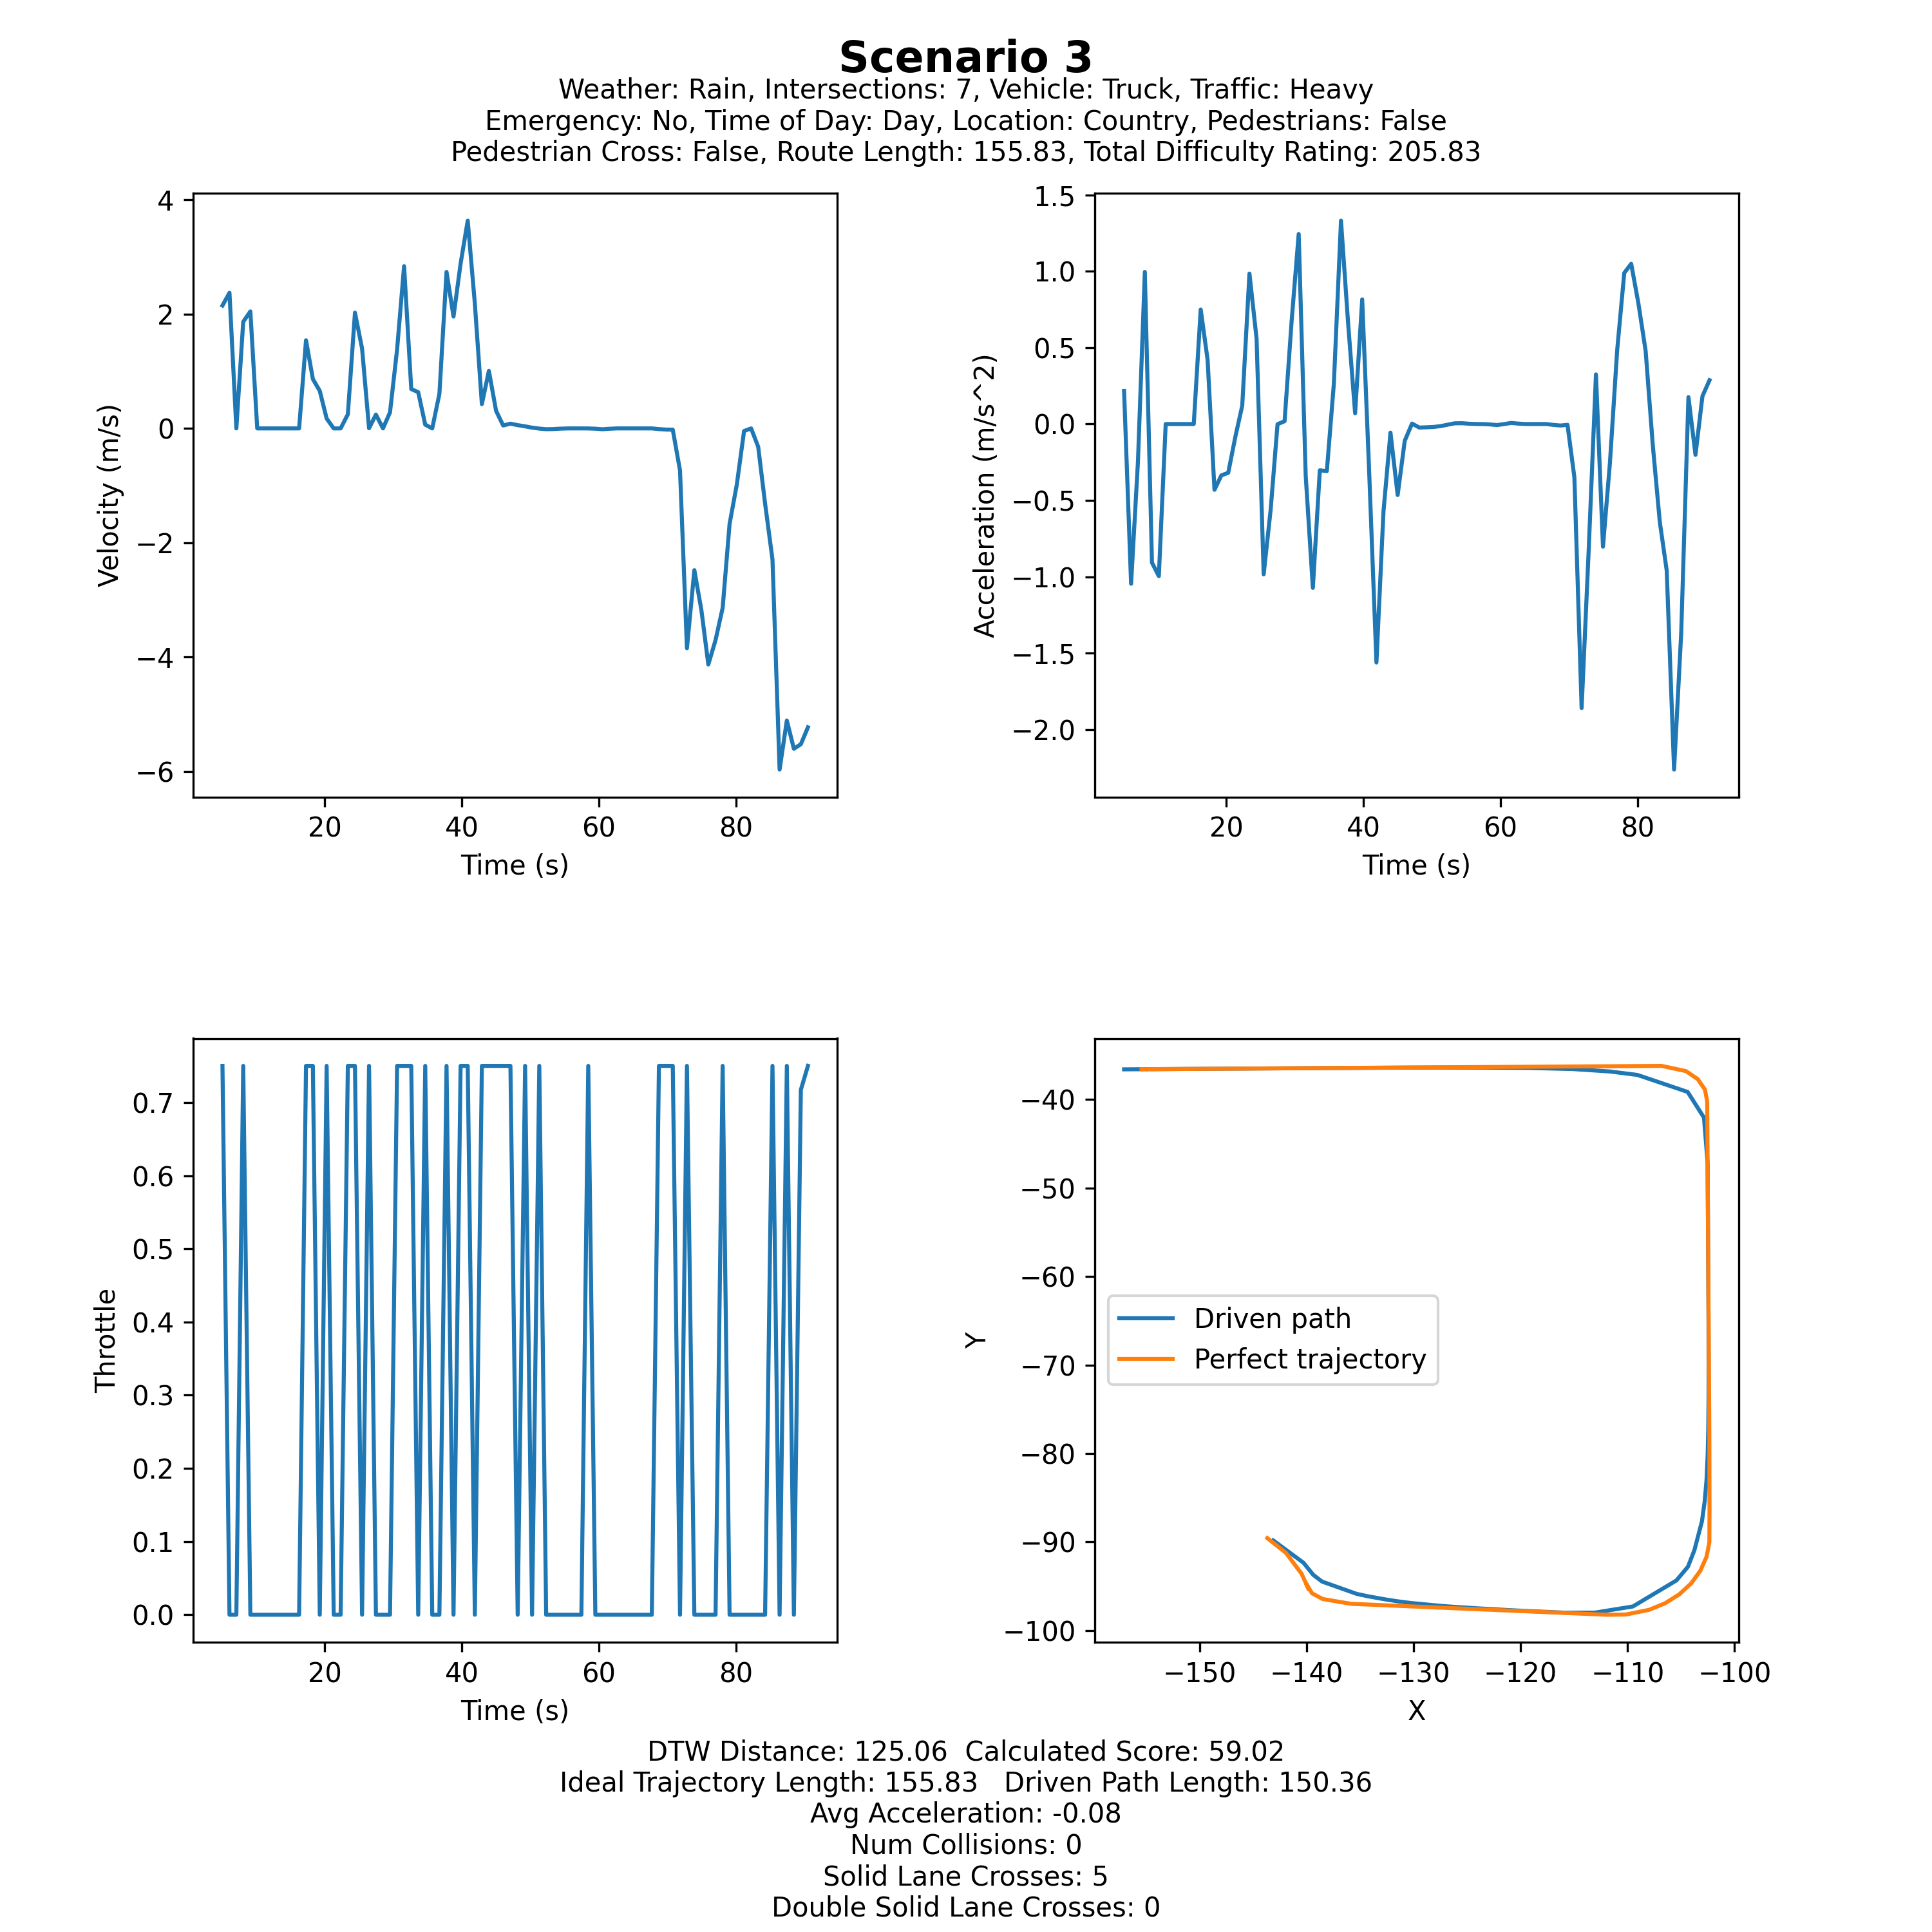 Scenario 3
Weather: Rain, Intersections: 7, Vehicle: Truck, Traffic: Heavy
Emergency: No, Time of Day: Day, Location: Country, Pedestrians: False
Pedestrian Cross: False, Route Length: 155.83, Total Difficulty Rating: 205.83
4
2
0
−2
−4
−6
Velocity (m/s)
20 40 60 80
Time (s)
1.5
1.0
0.5
0.0
−0.5
−1.0
−1.5
−2.0
Acceleration (m/s^2)
20 40 60 80
Time (s)
0.7
0.6
0.5
0.4
0.3
0.2
0.1
0.0
Throttle
20 40 60 80
Time (s)
−40
−50
−60
−70
−80
−90
−100
Y
Driven path
Perfect trajectory
−150 −140 −130 −120 −110 −100
X
DTW Distance: 125.06 Calculated Score: 59.02
Ideal Trajectory Length: 155.83 Driven Path Length: 150.36
Avg Acceleration: -0.08
Num Collisions: 0
Solid Lane Crosses: 5
Double Solid Lane Crosses: 0